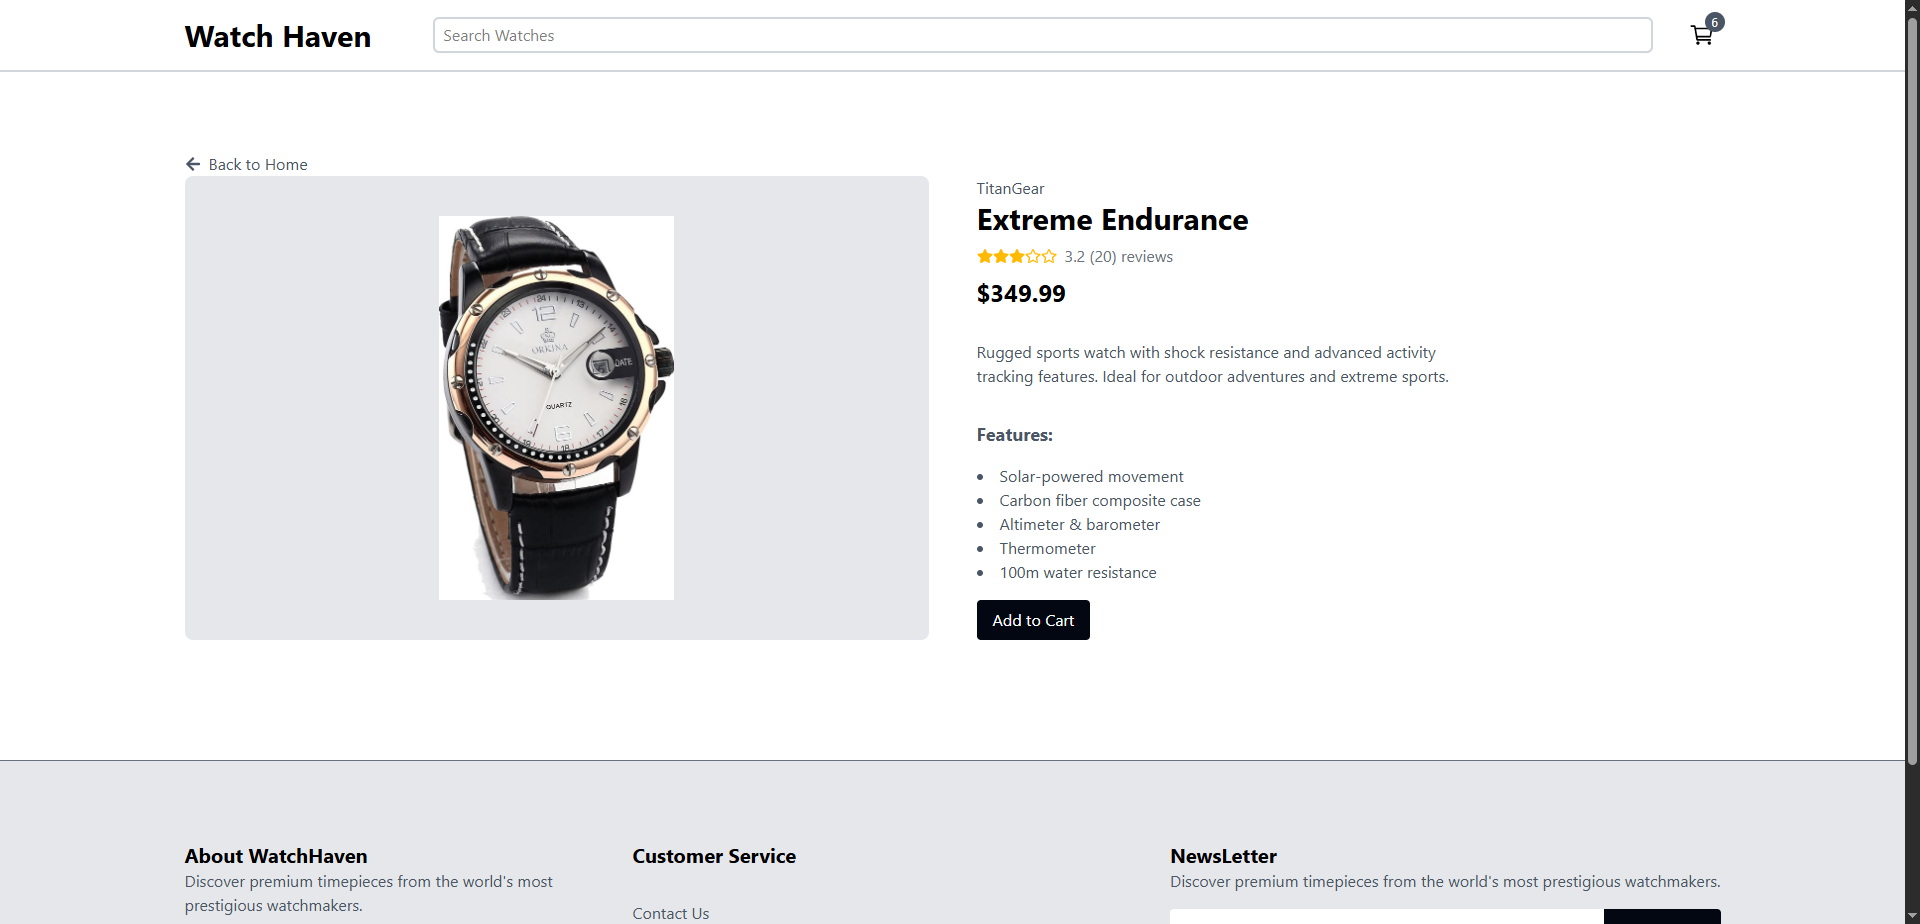 Watch Haven
Search Watches
6
Back to Home
TitanGear
Extreme Endurance
3.2 (20) reviews
$349.99
Rugged sports watch with shock resistance and advanced activity
tracking features. Ideal for outdoor adventures and extreme sports.
Features:
Solar-powered movement
Carbon fiber composite case
Altimeter & barometer
Thermometer
100m water resistance
Add to Cart
24
13
12
ORKINA
DATE
QUARTZ
About WatchHaven
Discover premium timepieces from the world's most
prestigious watchmakers.
Customer Service
Contact Us
NewsLetter
Discover premium timepieces from the world's most prestigious watchmakers.